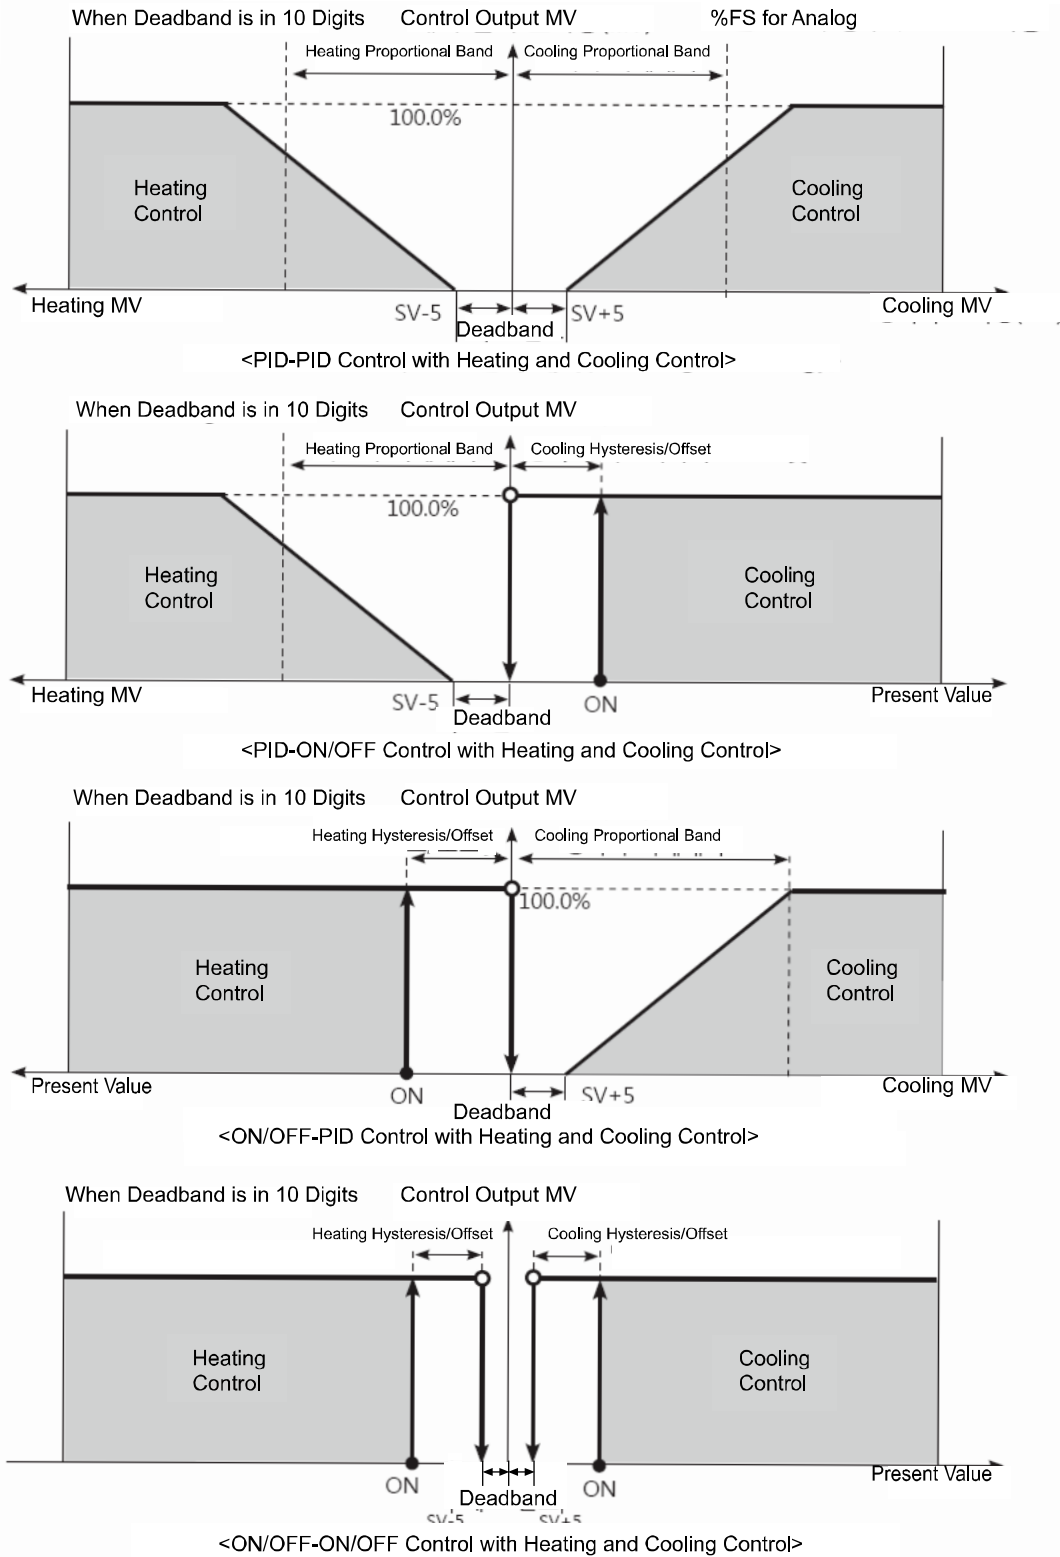 When Deadband is in 10 Digits Control Output MV %FS for Analog
Heating Proportional Band Cooling Proportional Band
100.0%
Heating
Control
Cooling
Control
Heating MV SV-5 SV+5 Cooling MV
Deadband
<PID-PID Control with Heating and Cooling Control>
When Deadband is in 10 Digits Control Output MV
Heating Proportional Band Cooling Hysteresis/Offset
100.0%
Heating
Control
Cooling
Control
Heating MV SV-5 ON Present Value
Deadband
<PID-ON/OFF Control with Heating and Cooling Control>
When Deadband is in 10 Digits Control Output MV
Heating Hysteresis/Offset Cooling Proportional Band
100.0%
Heating
Control
Cooling
Control
Present Value ON SV+5 Cooling MV
Deadband
<ON/OFF-PID Control with Heating and Cooling Control>
When Deadband is in 10 Digits Control Output MV
Heating Hysteresis/Offset Cooling Hysteresis/Offset
Heating
Control
Cooling
Control
ON ON Present Value
Deadband
SV-5 SV+5
<ON/OFF-ON/OFF Control with Heating and Cooling Control>